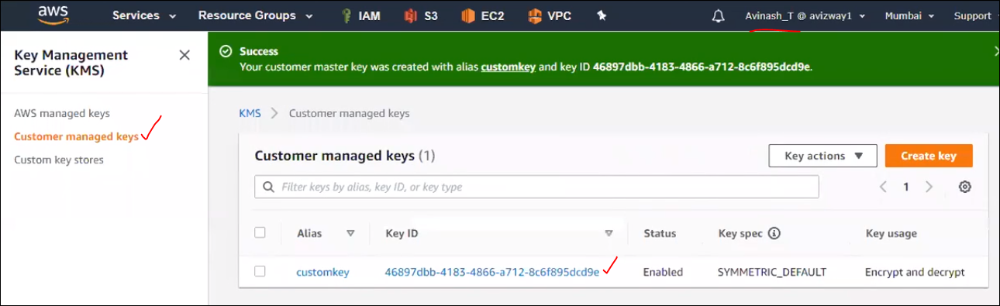 aws Services Resource Groups IAM S3 EC2 VPC Avinash_T @ avizway1 Mumbai Support
Key Management
Service (KMS)
AWS managed keys
Customer managed keys
Custom key stores
Success
Your customer master key was created with alias customkey and key ID 46897dbb-4183-4866-a712-8c6f895dcd9e.
KMS > Customer managed keys
Customer managed keys (1)
Key actions
Create key
Filter keys by alias, key ID, or key type
1
Alias Key ID Status Key spec Key usage
customkey 46897dbb-4183-4866-a712-8c6f895dcd9e Enabled SYMMETRIC_DEFAULT Encrypt and decrypt